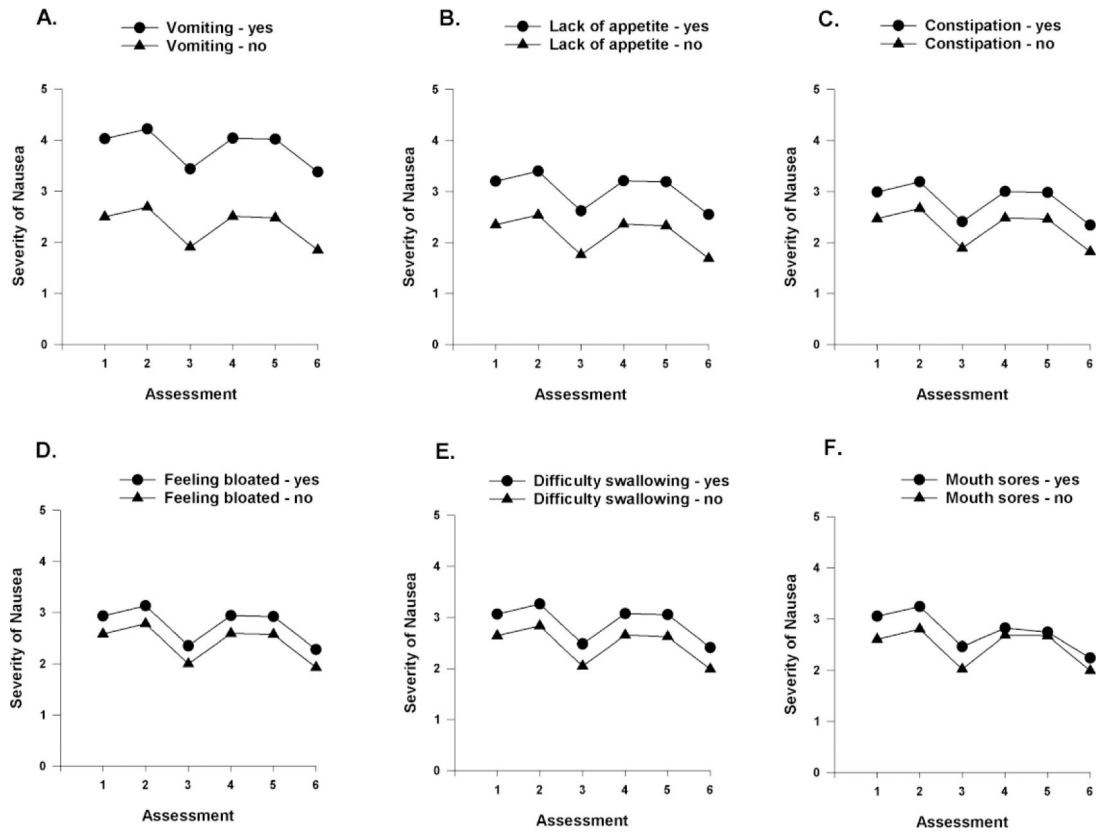 A.
Vomiting - yes
Vomiting - no
5
4
3
2
1
0
Severity of Nausea
1 2 3 4 5 6
Assessment
B.
Lack of appetite - yes
Lack of appetite - no
5
4
3
2
1
0
Severity of Nausea
1 2 3 4 5 6
Assessment
C.
Constipation - yes
Constipation - no
5
4
3
2
1
0
Severity of Nausea
1 2 3 4 5 6
Assessment
D.
Feeling bloated - yes
Feeling bloated - no
5
4
3
2
1
0
Severity of Nausea
1 2 3 4 5 6
Assessment
E.
Difficulty swallowing - yes
Difficulty swallowing - no
5
4
3
2
1
0
Severity of Nausea
1 2 3 4 5 6
Assessment
F.
Mouth sores - yes
Mouth sores - no
5
4
3
2
1
0
Severity of Nausea
1 2 3 4 5 6
Assessment